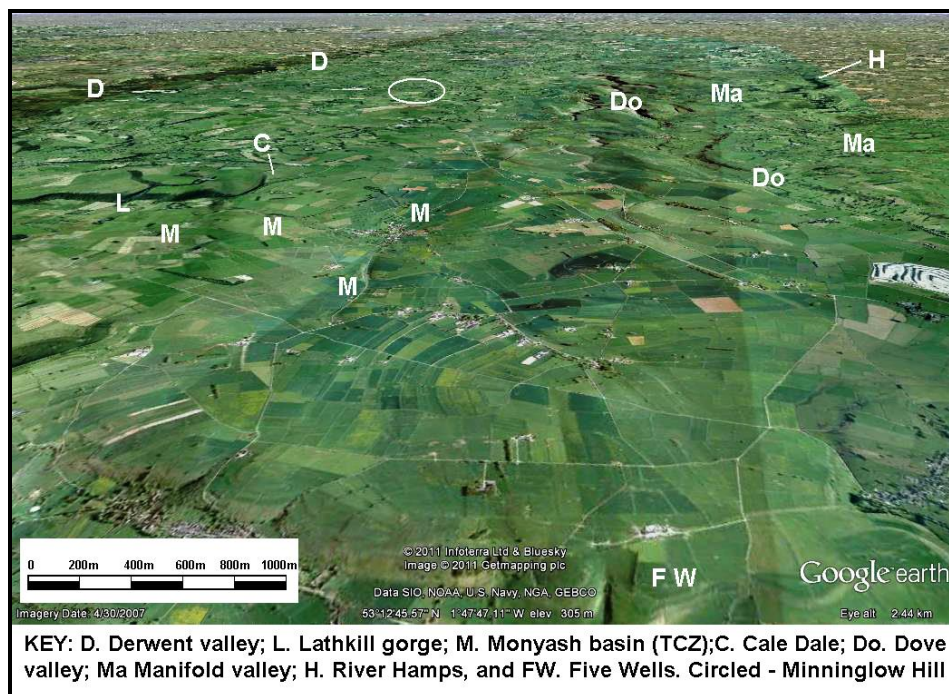 D
D
H
Ma
Do
C
Ma
Do
L
M
M
M
M
0 200m 400m 600m 800m 1000m
© 2011 Infoterra Ltd & Bluesky
Image © 2011 Getmapping plc
Data SIO, NOAA, U.S. Navy, NGA, GEBCO
F W
Google earth
Imagery Date: 4/30/2007
53°12'45.57" N 1°47'47.11" W elev 305 m
Eye alt 2.44 km
KEY: D. Derwent valley; L. Lathkill gorge; M. Monyash basin (TCZ);C. Cale Dale; Do. Dove
valley; Ma Manifold valley; H. River Hamps, and FW. Five Wells. Circled - Minninglow Hill